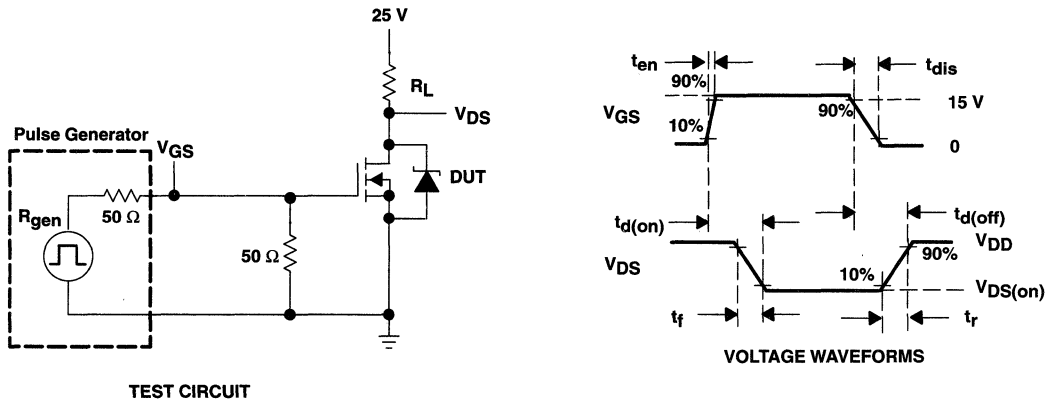 25 V
RL
VDS
Pulse Generator
VGS
DUT
Rgen
50 Ω
50 Ω
TEST CIRCUIT
ten
tdis
90%
VGS
90%
15 V
10%
0
td(on)
td(off)
VDD
VDS
10%
90%
VDS(on)
tf
tr
VOLTAGE WAVEFORMS